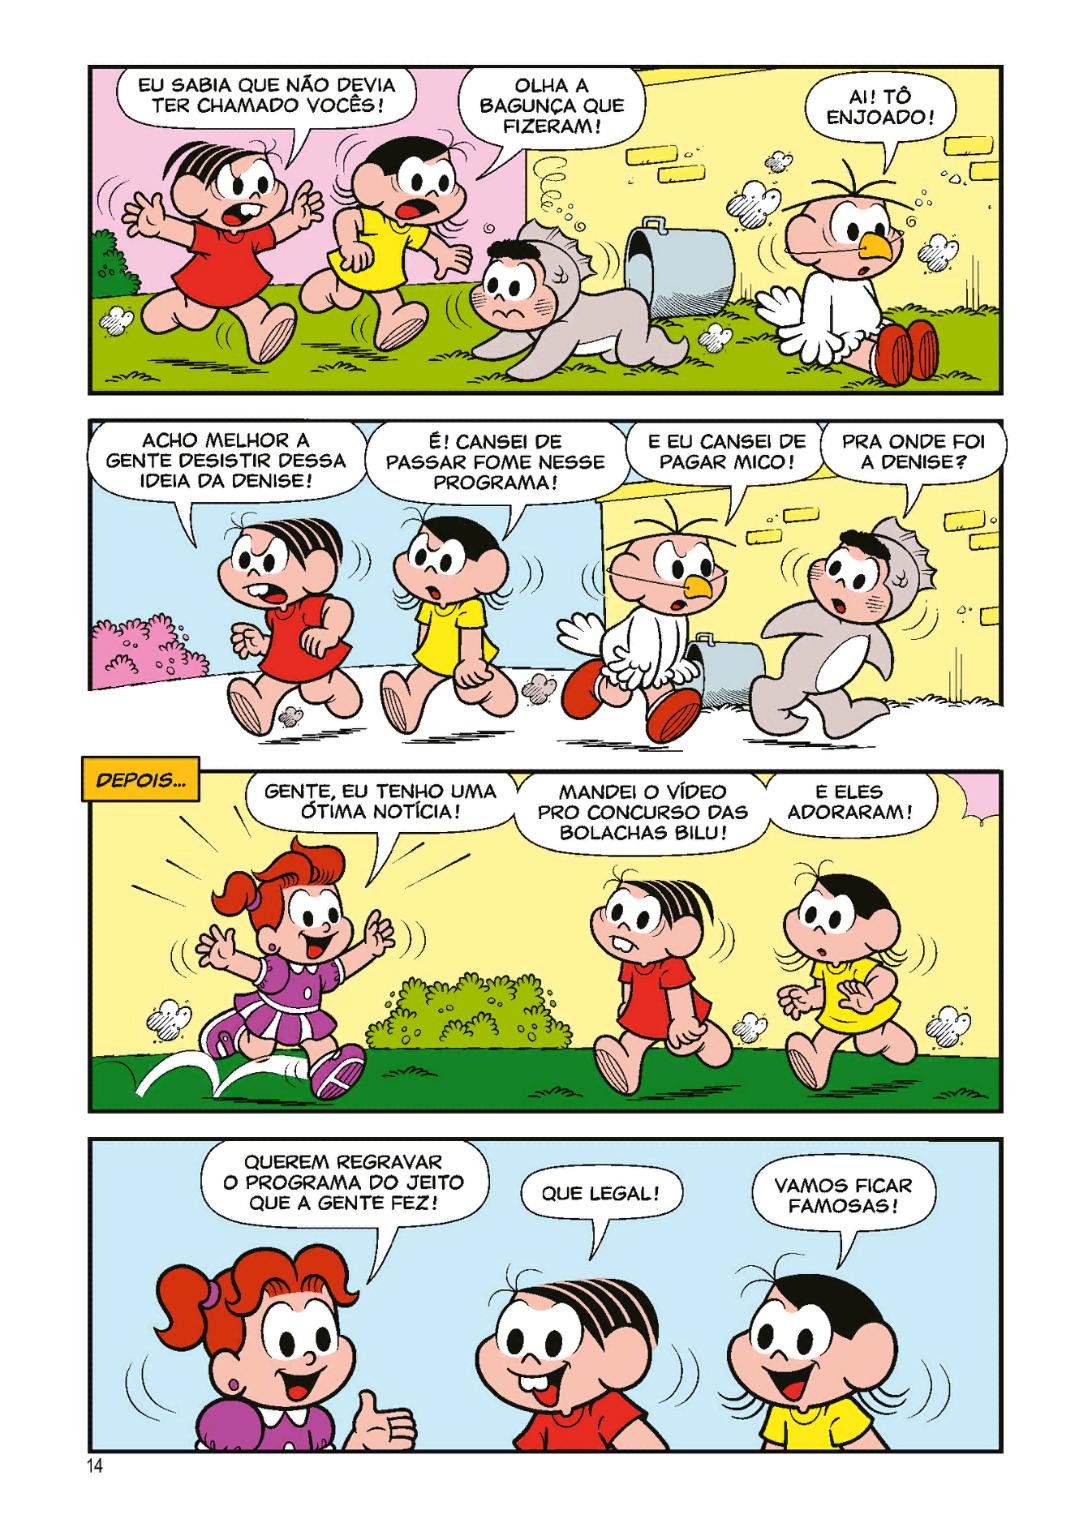 EU SABIA QUE NÃO DEVIA
TER CHAMADO VOCÊS!
OLHA A
BAGUNÇA QUE
FIZERAM!
AI! TÔ
ENJOADO!
ACHO MELHOR A
GENTE DESISTIR DESSA
IDEIA DA DENISE!
É! CANSEI DE
PASSAR FOME NESSE
PROGRAMA!
E EU CANSEI DE
PAGAR MICO!
PRA ONDE FOI
A DENISE?
DEPOIS...
GENTE, EU TENHO UMA
ÓTIMA NOTÍCIA!
MANDEI O VÍDEO
PRO CONCURSO DAS
BOLACHAS BILU!
E ELES
ADORARAM!
QUEREM REGRAVAR
O PROGRAMA DO JEITO
QUE A GENTE FEZ!
QUE LEGAL!
VAMOS FICAR
FAMOSAS!
14